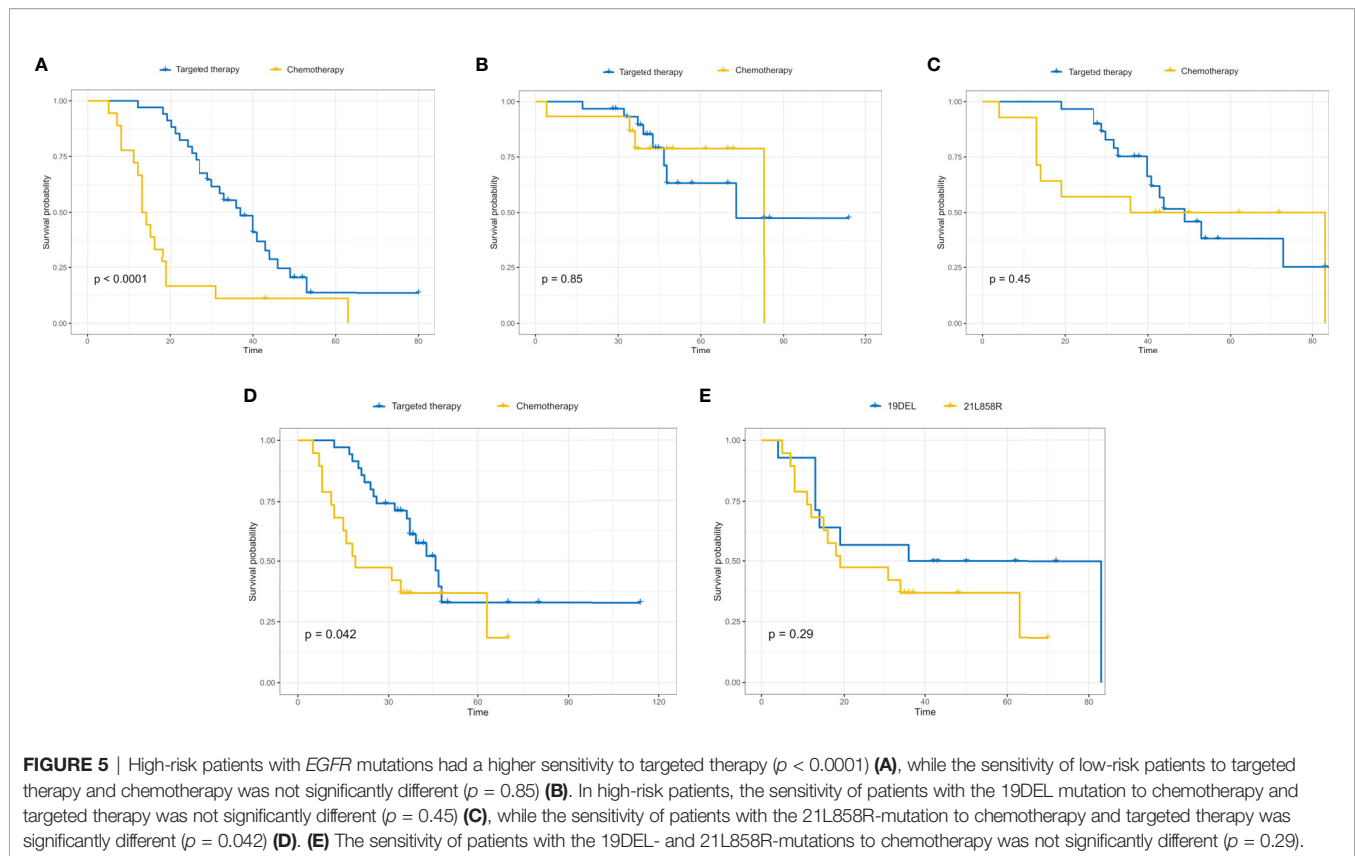 A
Targeted therapy Chemotherapy
1.00
0.75
0.50
0.25
0.00
Survival probability
p < 0.0001
0 20 40 60 80
Time
B
Targeted therapy Chemotherapy
1.00
0.75
0.50
0.25
0.00
Survival probability
p = 0.85
0 30 60 90 120
Time
C
Targeted therapy Chemotherapy
1.00
0.75
0.50
0.25
0.00
Survival probability
p = 0.45
0 20 40 60 80
Time
D
Targeted therapy Chemotherapy
1.00
0.75
0.50
0.25
0.00
Survival probability
p = 0.042
0 30 60 90 120
Time
E
19DEL 21L858R
1.00
0.75
0.50
0.25
0.00
Survival probability
p = 0.29
0 20 40 60 80
Time
FIGURE 5 | High-risk patients with EGFR mutations had a higher sensitivity to targeted therapy (p < 0.0001) (A), while the sensitivity of low-risk patients to targeted
therapy and chemotherapy was not significantly different (p = 0.85) (B). In high-risk patients, the sensitivity of patients with the 19DEL mutation to chemotherapy and
targeted therapy was not significantly different (p = 0.45) (C), while the sensitivity of patients with the 21L858R-mutation to chemotherapy and targeted therapy was
significantly different (p = 0.042) (D). (E) The sensitivity of patients with the 19DEL- and 21L858R-mutations to chemotherapy was not significantly different (p = 0.29).